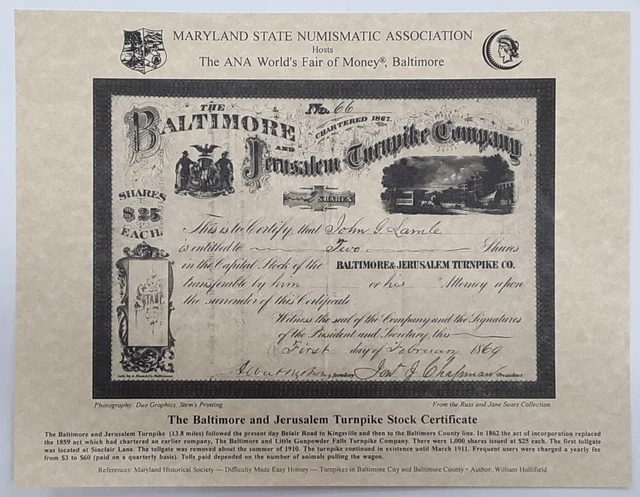 MARYLAND STATE NUMISMATIC ASSOCIATION
Hosts
The ANA World's Fair of Money®, Baltimore
THE
No. 66
BALTIMORE
CHARTERED 1867.
AND
Jerusalem Turnpike Company
SHARES
SHARES
$25
EACH.
This is to Certify, that John G. Lamle
is entitled to Two Shares
in the Capital Stock of the BALTIMORE & JERUSALEM TURNPIKE CO.
transferable by him or his Attorney upon
the surrender of this Certificate
STAMP
Witness the seal of the Company and the Signatures
of the President and Secretary, this
First day of February 1869
Secretary Jos. J. Chapman President
Photography: Duo Graphics, Stem's Printing
From the Russ and Jane Sears Collection
The Baltimore and Jerusalem Turnpike Stock Certificate
The Baltimore and Jerusalem Turnpike (13.8 miles) followed the present day Belair Road to Kingsville and then to the Baltimore County line. In 1862 the act of incorporation replaced
the 1859 act which had chartered an earlier company, The Baltimore and Little Gunpowder Falls Turnpike Company. There were 1,000 shares issued at $25 each. The first tollgate
was located at Sinclair Lane. The tollgate was removed about the summer of 1910. The turnpike continued in existence until March 1911. Frequent users were charged a yearly fee
from $3 to $60 (paid on a quarterly basis). Tolls paid depended on the number of animals pulling the wagon.
References: Maryland Historical Society — Difficulty Made Easy History — Turnpikes in Baltimore City and Baltimore County • Author: William Hollifield